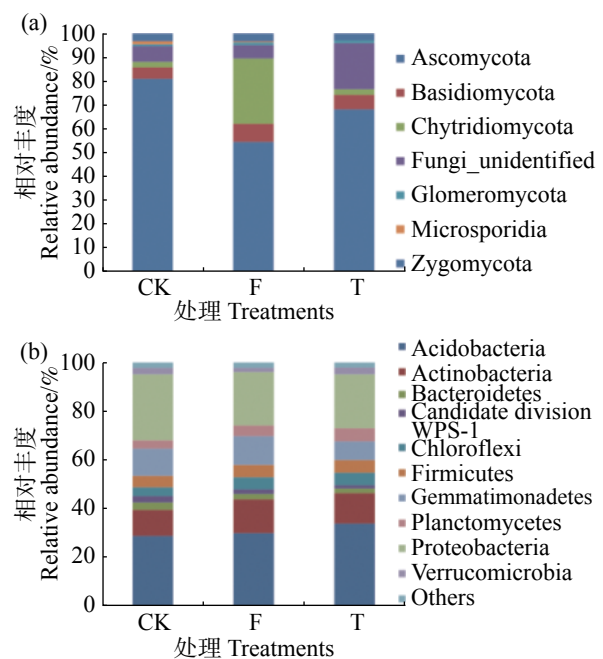 (a)
相对丰度
Relative abundance/%
100
90
80
70
60
50
40
30
20
10
0
CK
F
T
处理 Treatments
Ascomycota
Basidiomycota
Chytridiomycota
Fungi_unidentified
Glomeromycota
Microsporidia
Zygomycota
(b)
相对丰度
Relative abundance/%
100
80
60
40
20
0
CK
F
T
处理 Treatments
Acidobacteria
Actinobacteria
Bacteroidetes
Candidate division
WPS-1
Chloroflexi
Firmicutes
Gemmatimonadetes
Planctomycetes
Proteobacteria
Verrucomicrobia
Others